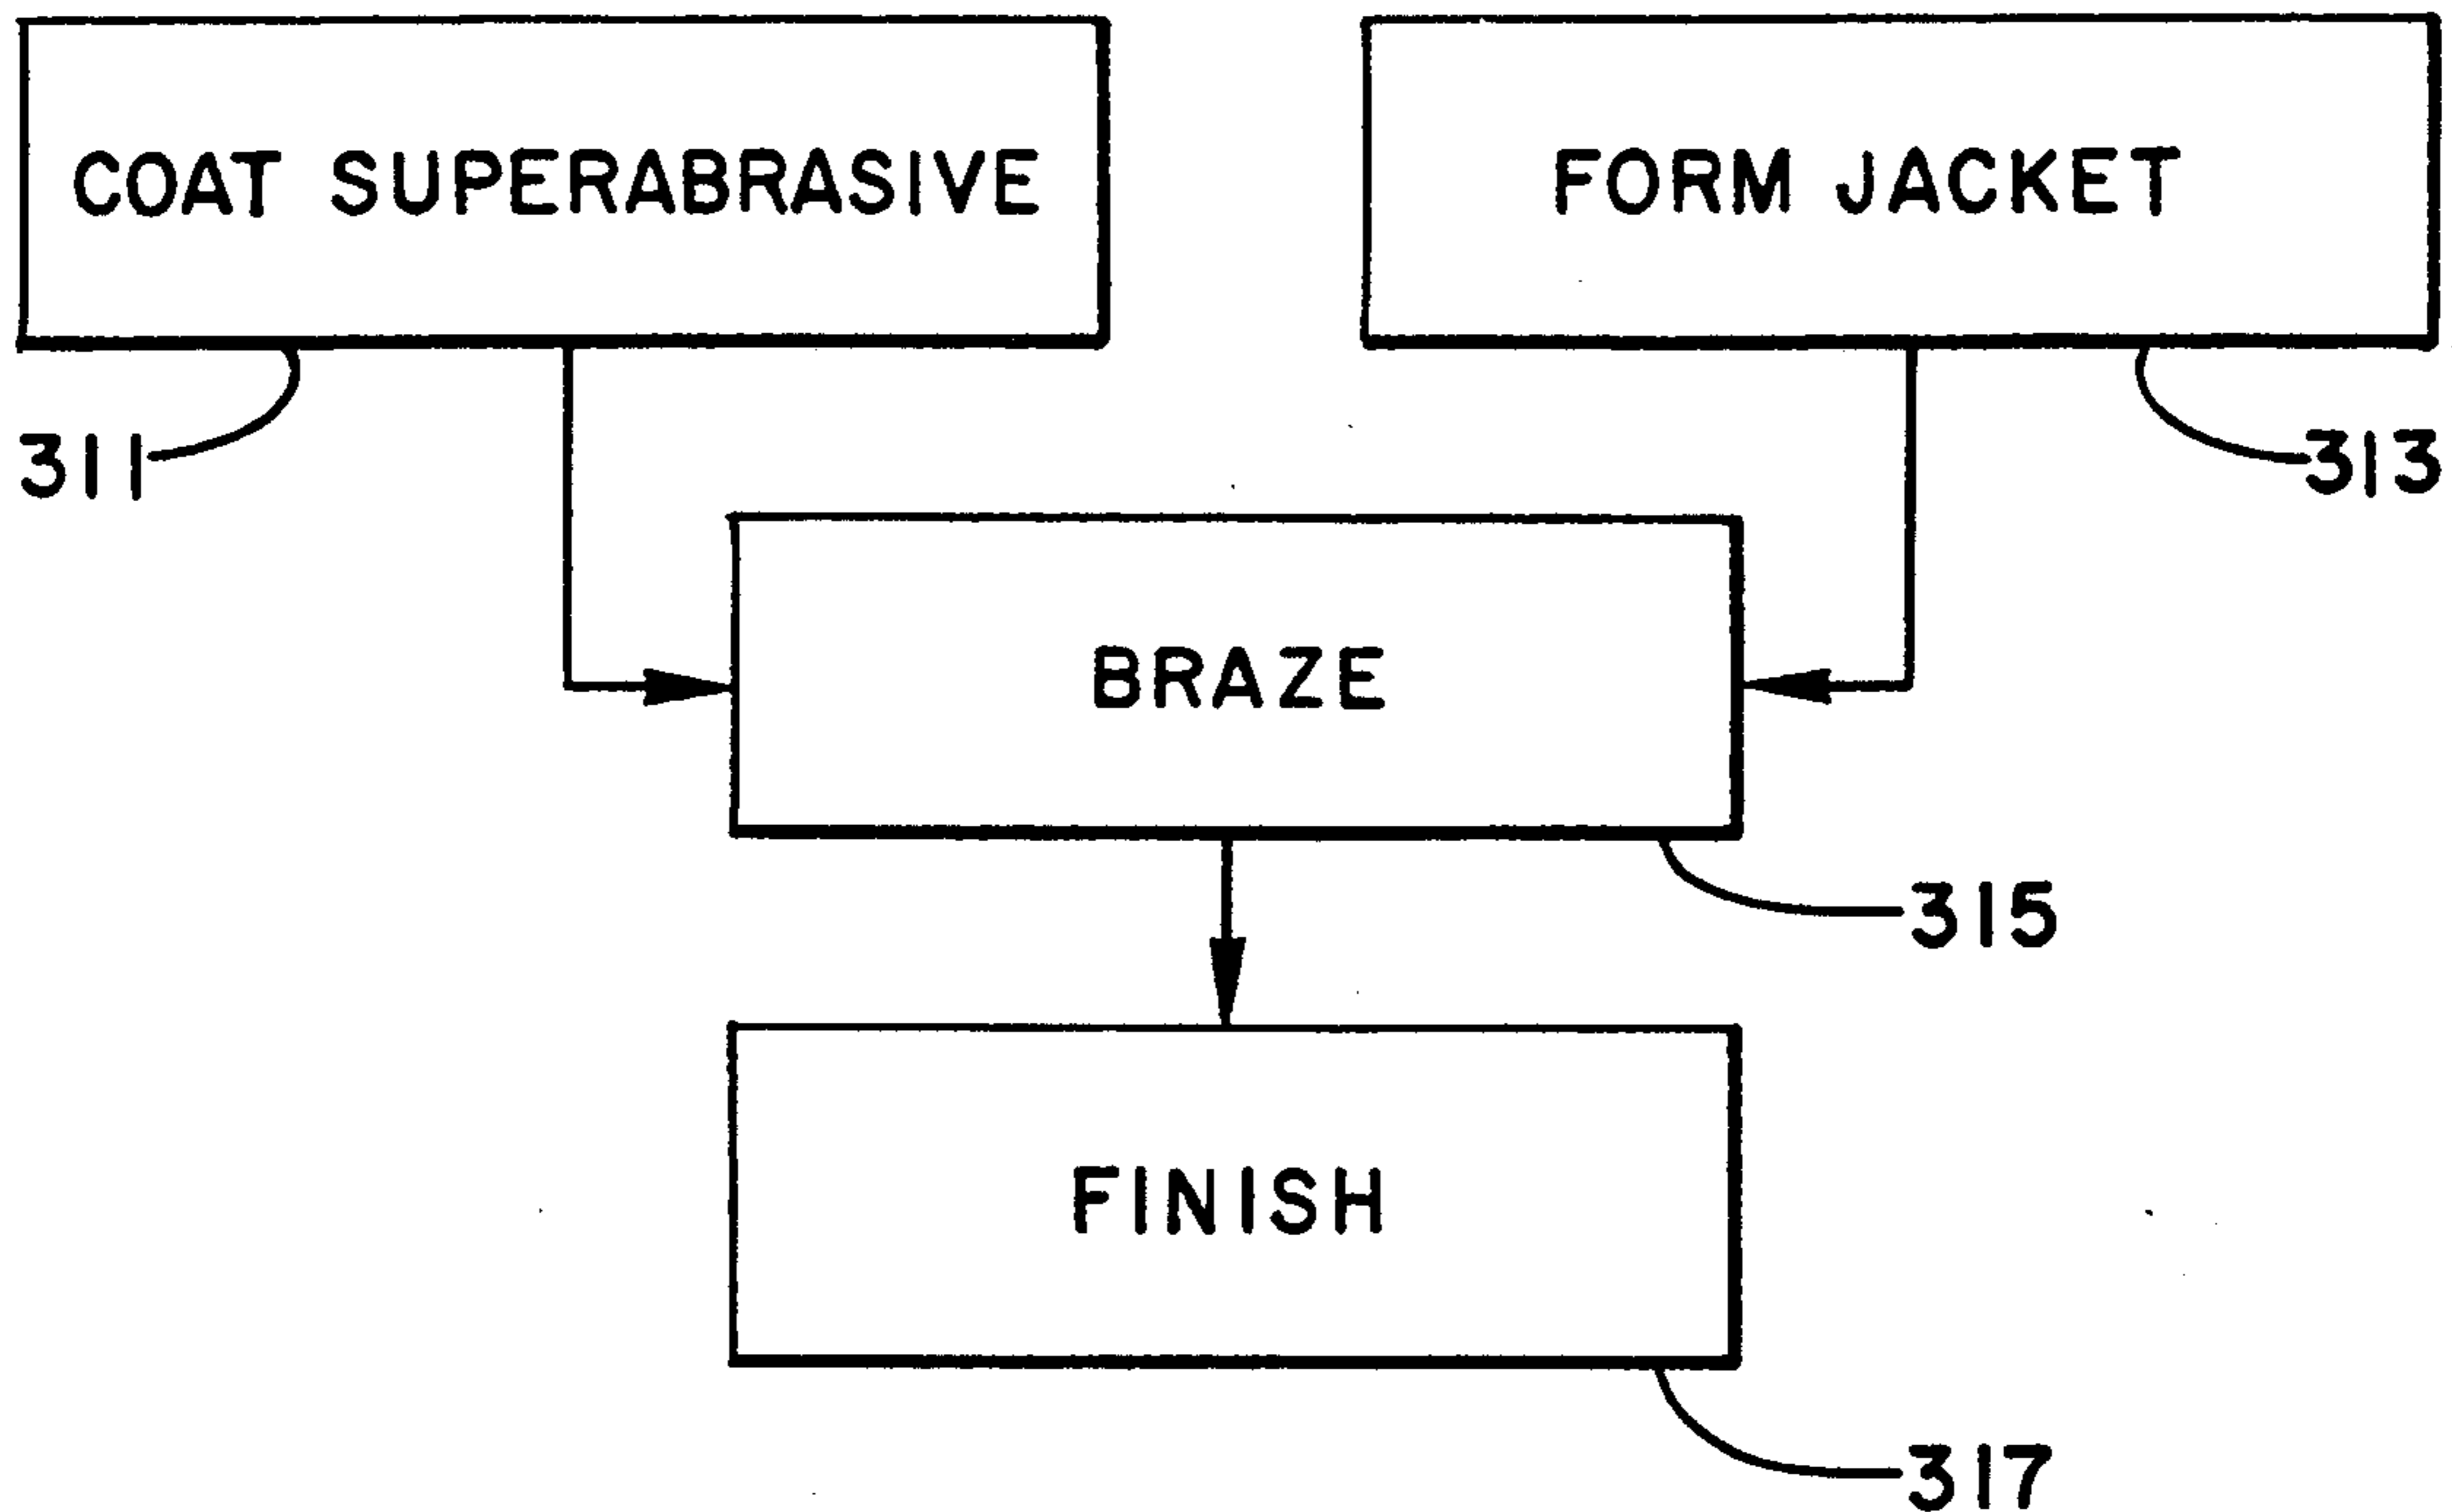 COAT SUPERABRASIVE
FORM JACKET
311
313
BRAZE
315
FINISH
317